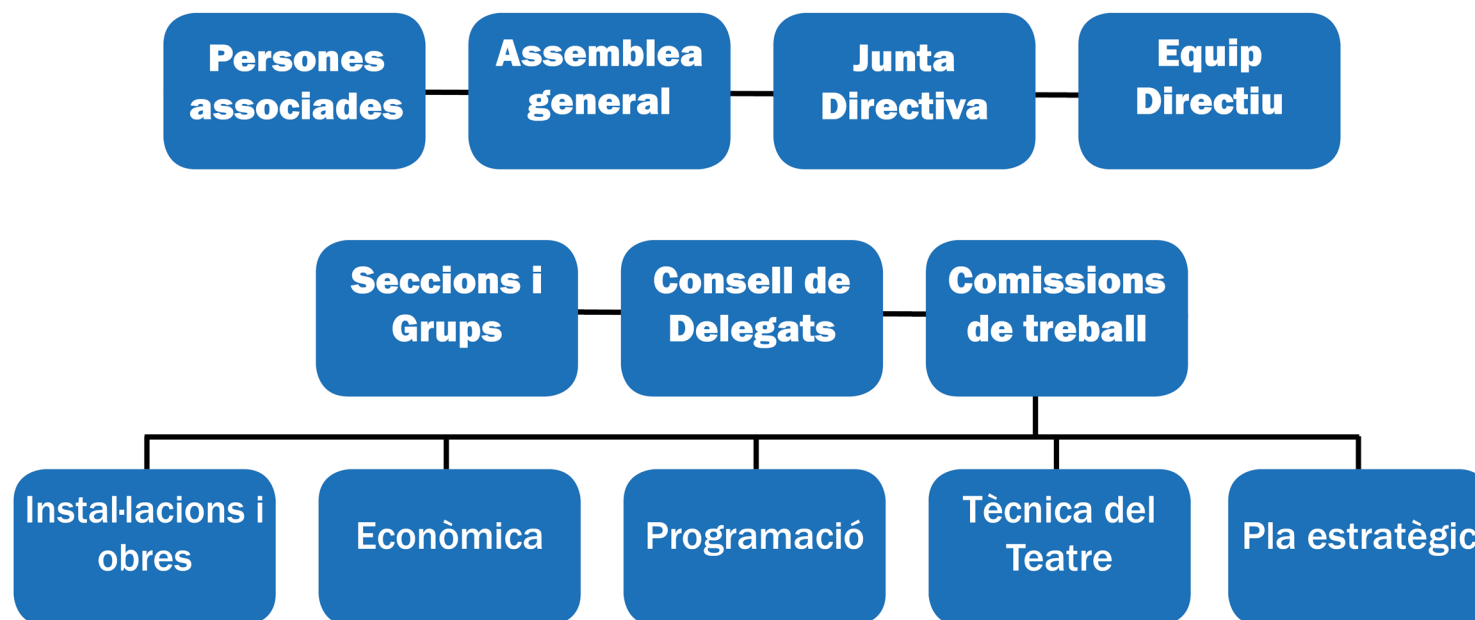 Persones
associades
Assemblea
general
Junta
Directiva
Equip
Directiu
Seccions i
Grups
Consell de
Delegats
Comissions
de treball
Instal·lacions i
obres
Econòmica
Programació
Tècnica del
Teatre
Pla estratègic